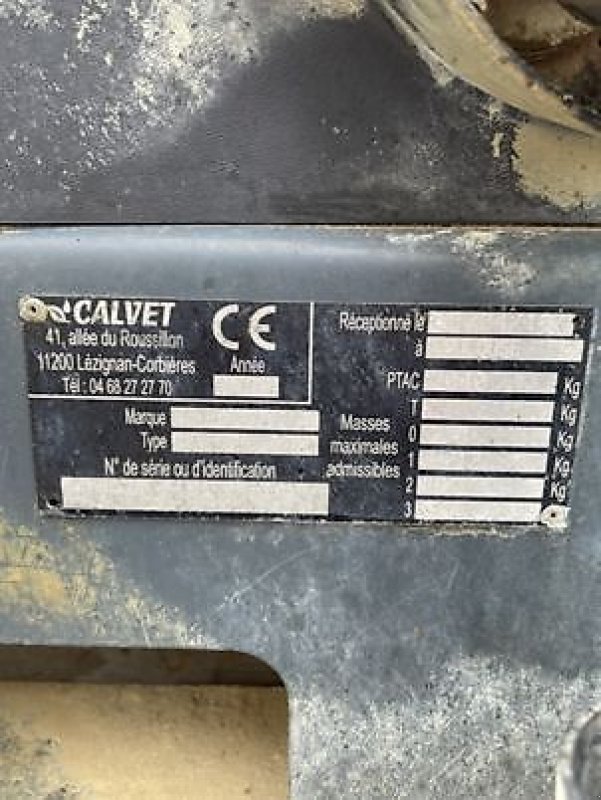 CALVET
41, allée du Roussillon
11200 Lézignan-Corbières
Tél : 04 68 27 27 70
CE
Année
Marque
Type
N° de série ou d'identification
Réceptionné le
à
PTAC Kg
Masses maximales admissibles
T Kg
0 Kg
1 Kg
2 Kg
3